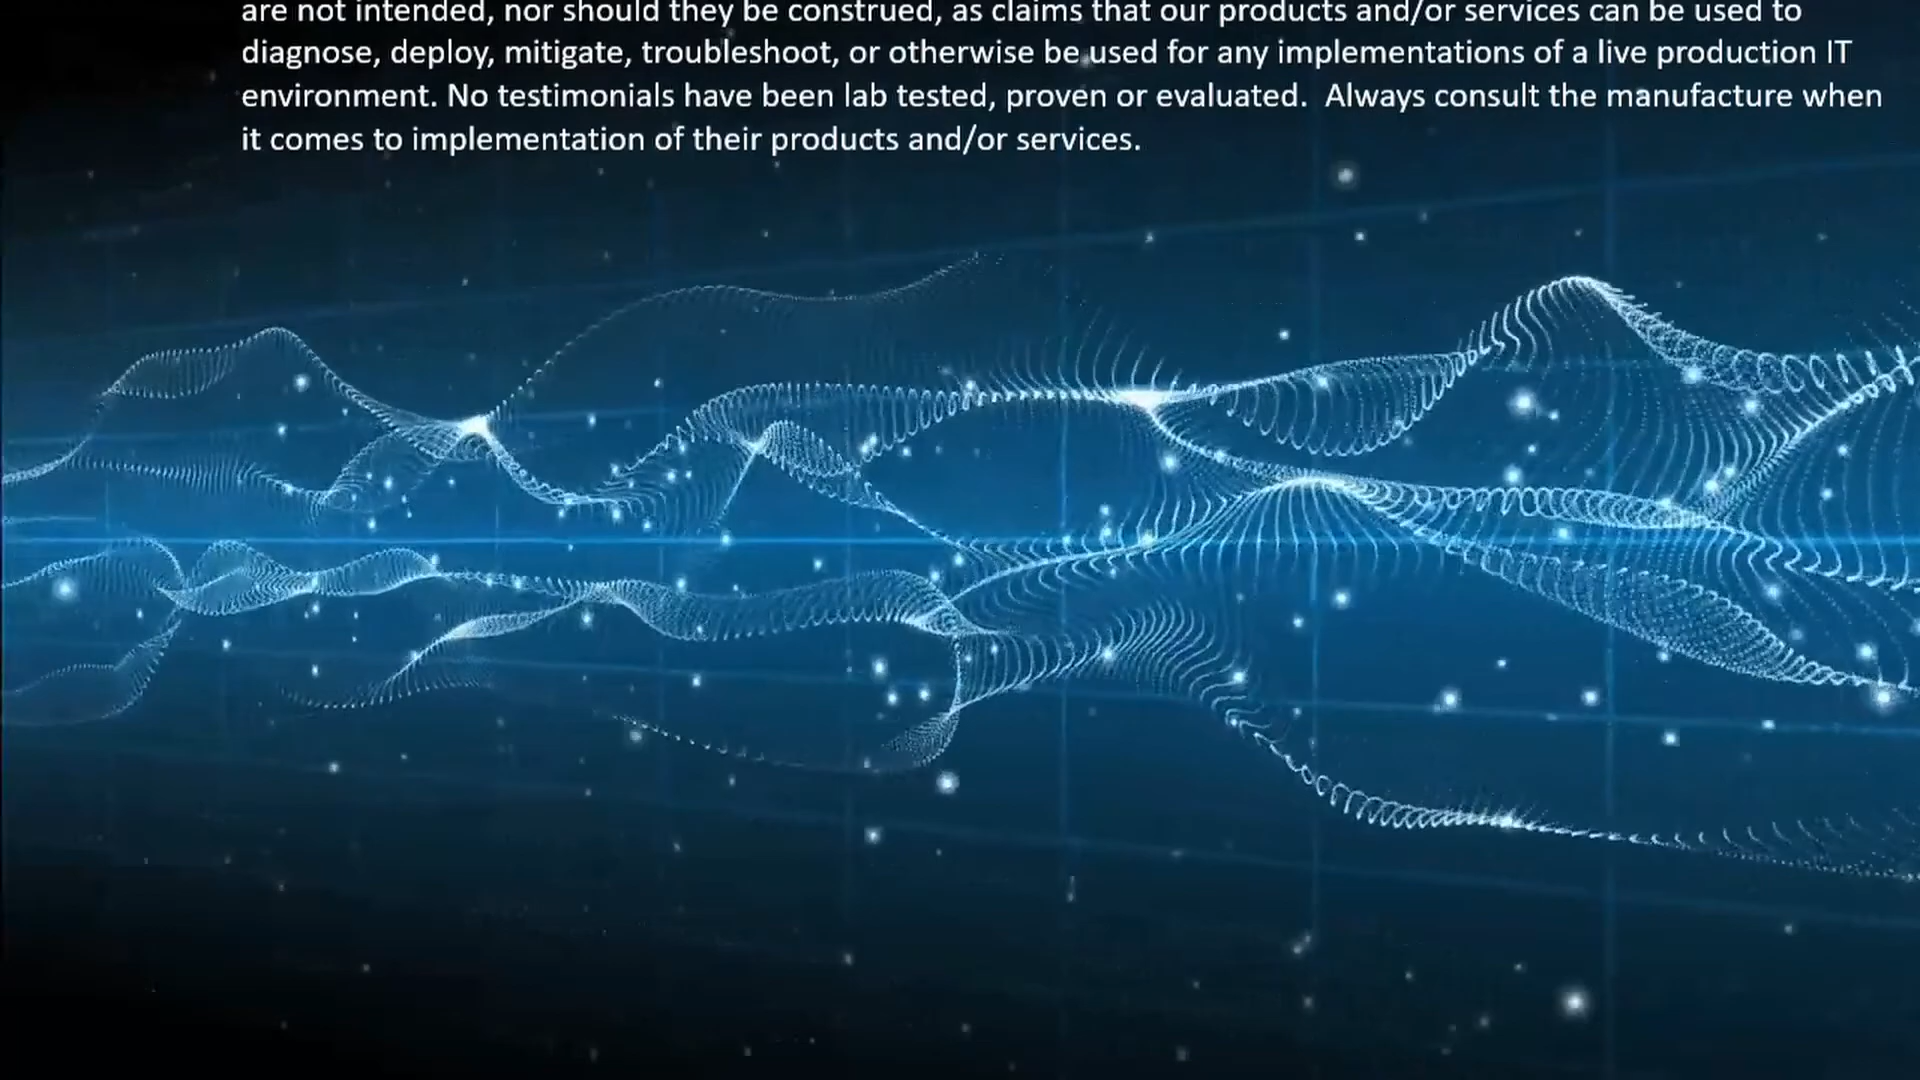 are not intended, nor should they be construed, as claims that our products and/or services can be used to
diagnose, deploy, mitigate, troubleshoot, or otherwise be used for any implementations of a live production IT
environment. No testimonials have been lab tested, proven or evaluated.  Always consult the manufacture when
it comes to implementation of their products and/or services.